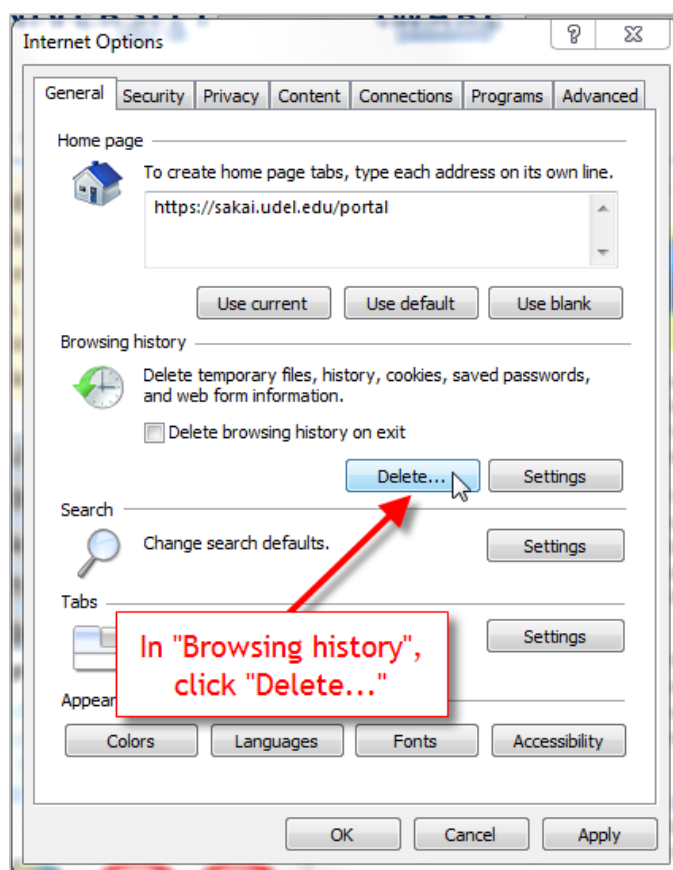 Internet Options
General Security Privacy Content Connections Programs Advanced
Home page
To create home page tabs, type each address on its own line.
https://sakai.udel.edu/portal
Use current Use default Use blank
Browsing history
Delete temporary files, history, cookies, saved passwords,
and web form information.
Delete browsing history on exit
Delete... Settings
Search
Change search defaults. Settings
Tabs
Settings
In "Browsing history",
click "Delete..."
Appear
Colors Languages Fonts Accessibility
OK Cancel Apply